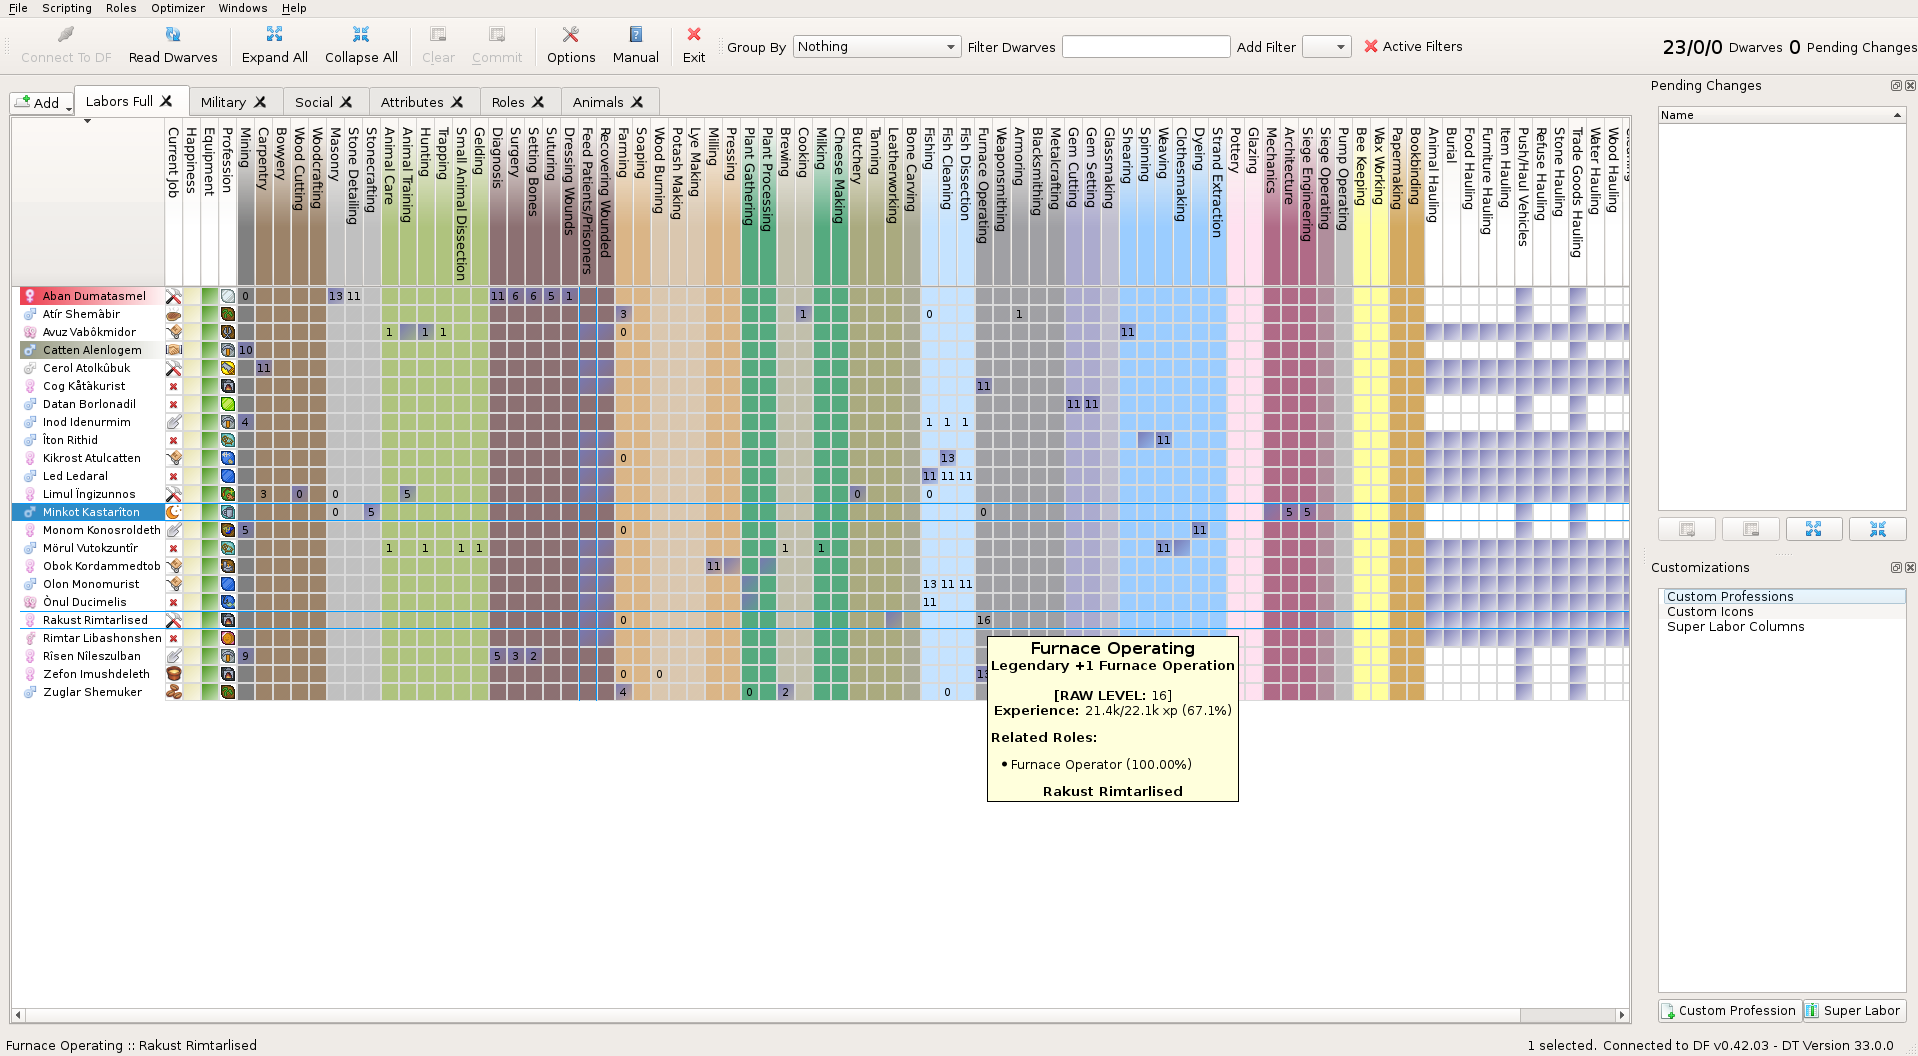 File Scripting Roles Optimizer Windows Help
Connect To DF Read Dwarves Expand All Collapse All Clear Commit Options Manual Exit Group By Nothing Filter Dwarves Add Filter Active Filters 23/0/0 Dwarves 0 Pending Changes
Add Labors Full Military Social Attributes Roles Animals
Current Job
Happiness
Equipment
Profession
Mining
Carpentry
Bowyery
Wood Cutting
Woodcrafting
Masonry
Stone Detailing
Stonecrafting
Animal Care
Animal Training
Hunting
Trapping
Small Animal Dissection
Gelding
Diagnosis
Surgery
Setting Bones
Suturing
Dressing Wounds
Feed Patients/Prisoners
Recovering Wounded
Farming
Soaping
Wood Burning
Potash Making
Lye Making
Milling
Pressing
Plant Gathering
Plant Processing
Brewing
Cooking
Milking
Cheese Making
Butchery
Tanning
Leatherworking
Bone Carving
Fishing
Fish Cleaning
Fish Dissection
Furnace Operating
Weaponsmithing
Armoring
Blacksmithing
Metalcrafting
Gem Cutting
Gem Setting
Glassmaking
Shearing
Spinning
Weaving
Clothesmaking
Dyeing
Strand Extraction
Pottery
Glazing
Mechanics
Architecture
Siege Engineering
Siege Operating
Pump Operating
Bee Keeping
Wax Working
Papermaking
Bookbinding
Animal Hauling
Burial
Food Hauling
Furniture Hauling
Item Hauling
Push/Haul Vehicles
Refuse Hauling
Stone Hauling
Trade Goods Hauling
Water Hauling
Wood Hauling
Aban Dumatasmel 0 13 11 11 6 6 5 1
Atír Shemábir 3 1 0 1
Avuz Vabôkmidor 1 1 1 0 11
Catten Alenlogem 10
Cerol Atolkûbuk 11
Cog Kåtàkurist 11
Datan Borlonadil 11 11
Inod Idenurmim 4 1 1 1
Îton Rithid 11
Kikrost Atulcatten 0 13
Led Ledaral 11 11 11
Limul Ïngizunnos 3 0 0 5 0 0
Minkot Kastarîton 0 5 0 5 5
Monom Konosroldeth 5 0 11
Mörul Vutokzuntîr 1 1 1 1 1 1 11
Obok Kordammedtob 11
Olon Monomurist 13 11 11
Ònul Ducimelis 11
Rakust Rimtarlised 0 16
Rimtar Libashonshen
Rîsen Nîleszulban 9 5 3 2
Zefon Imushdeleth 0 0 13
Zuglar Shemuker 4 0 2 0
Furnace Operating
Legendary +1 Furnace Operation
[RAW LEVEL: 16]
Experience: 21.4k/22.1k xp (67.1%)
Related Roles:
• Furnace Operator (100.00%)
Rakust Rimtarlised
Pending Changes
Name
Customizations
Custom Professions
Custom Icons
Super Labor Columns
Custom Profession Super Labor
Furnace Operating :: Rakust Rimtarlised 1 selected. Connected to DF v0.42.03 - DT Version 33.0.0